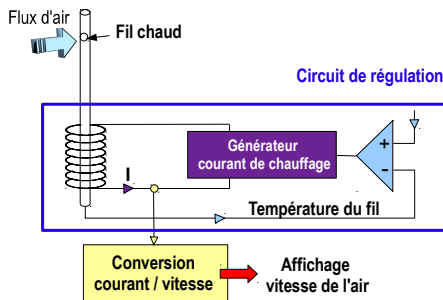 Flux d'air
Fil chaud
Circuit de régulation
Générateur
courant de chauffage
+
-
I
Température du fil
Conversion
courant / vitesse
Affichage
vitesse de l'air